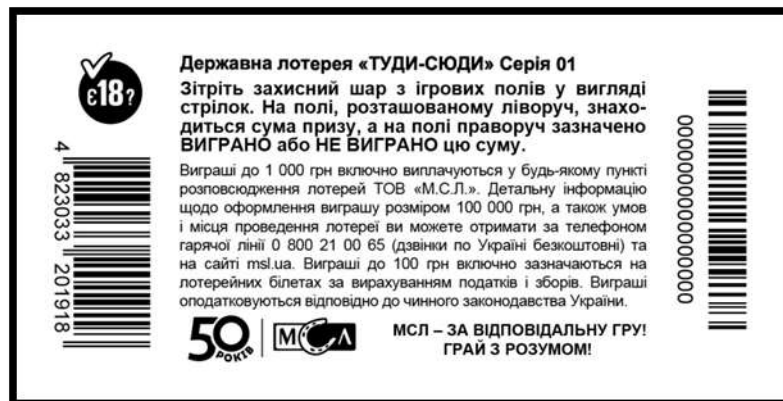 є18?
Державна лотерея «ТУДИ-СЮДИ» Серія 01
Зітріть захисний шар з ігрових полів у вигляді
стрілок. На полі, розташованому ліворуч, знахо-
диться сума призу, а на полі праворуч зазначено
ВИГРАНО або НЕ ВИГРАНО цю суму.
Виграші до 1 000 грн включно виплачуються у будь-якому пункті
розповсюдження лотерей ТОВ «М.С.Л.». Детальну інформацію
щодо оформлення виграшу розміром 100 000 грн, а також умов
і місця проведення лотереї ви можете отримати за телефоном
гарячої лінії 0 800 21 00 65 (дзвінки по Україні безкоштовні) та
на сайті msl.ua. Виграші до 100 грн включно зазначаються на
лотерейних білетах за вирахуванням податків і зборів. Виграші
оподатковуються відповідно до чинного законодавства України.
50 РОКІВ
МСЛ
МСЛ – ЗА ВІДПОВІДАЛЬНУ ГРУ!
ГРАЙ З РОЗУМОМ!
4 823033 201918